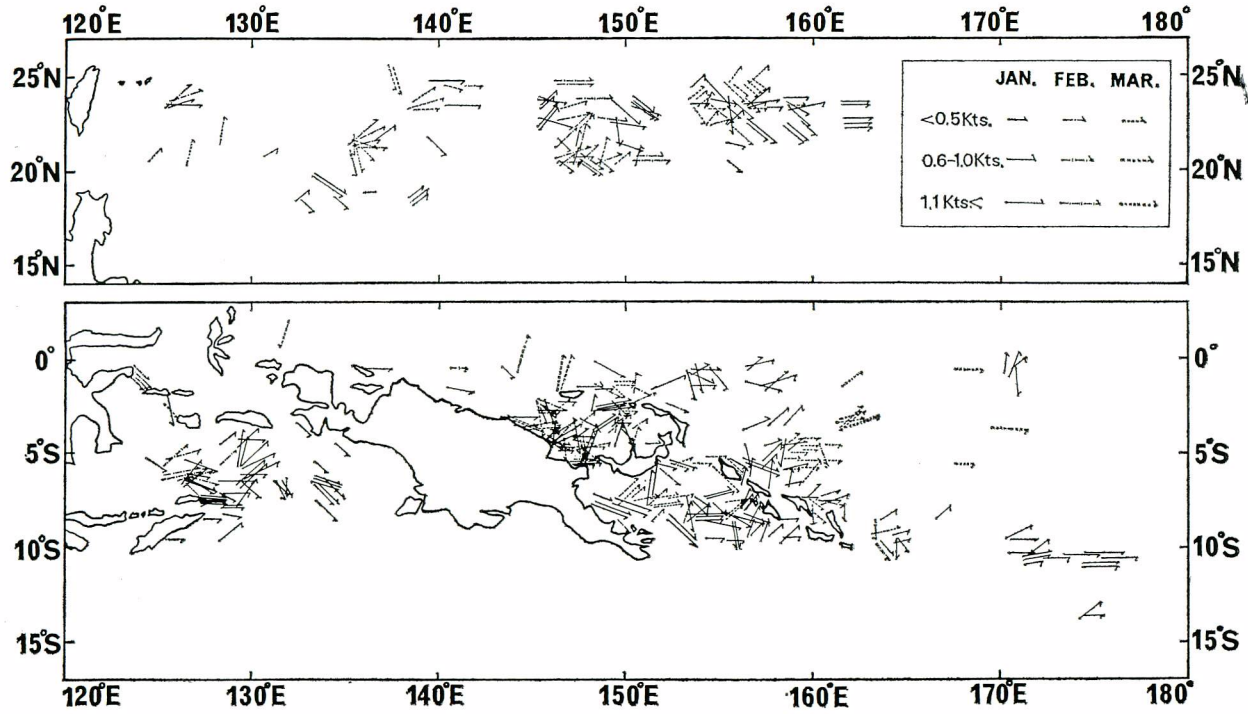 120°E 130°E 140°E 150°E 160°E 170°E 180°
25°N 25°N
20°N 20°N
15°N 15°N
JAN. FEB. MAR.
<0.5Kts.
0.6-1.0Kts.
1.1Kts<
0° 0°
5°S 5°S
10°S 10°S
15°S 15°S
120°E 130°E 140°E 150°E 160°E 170°E 180°